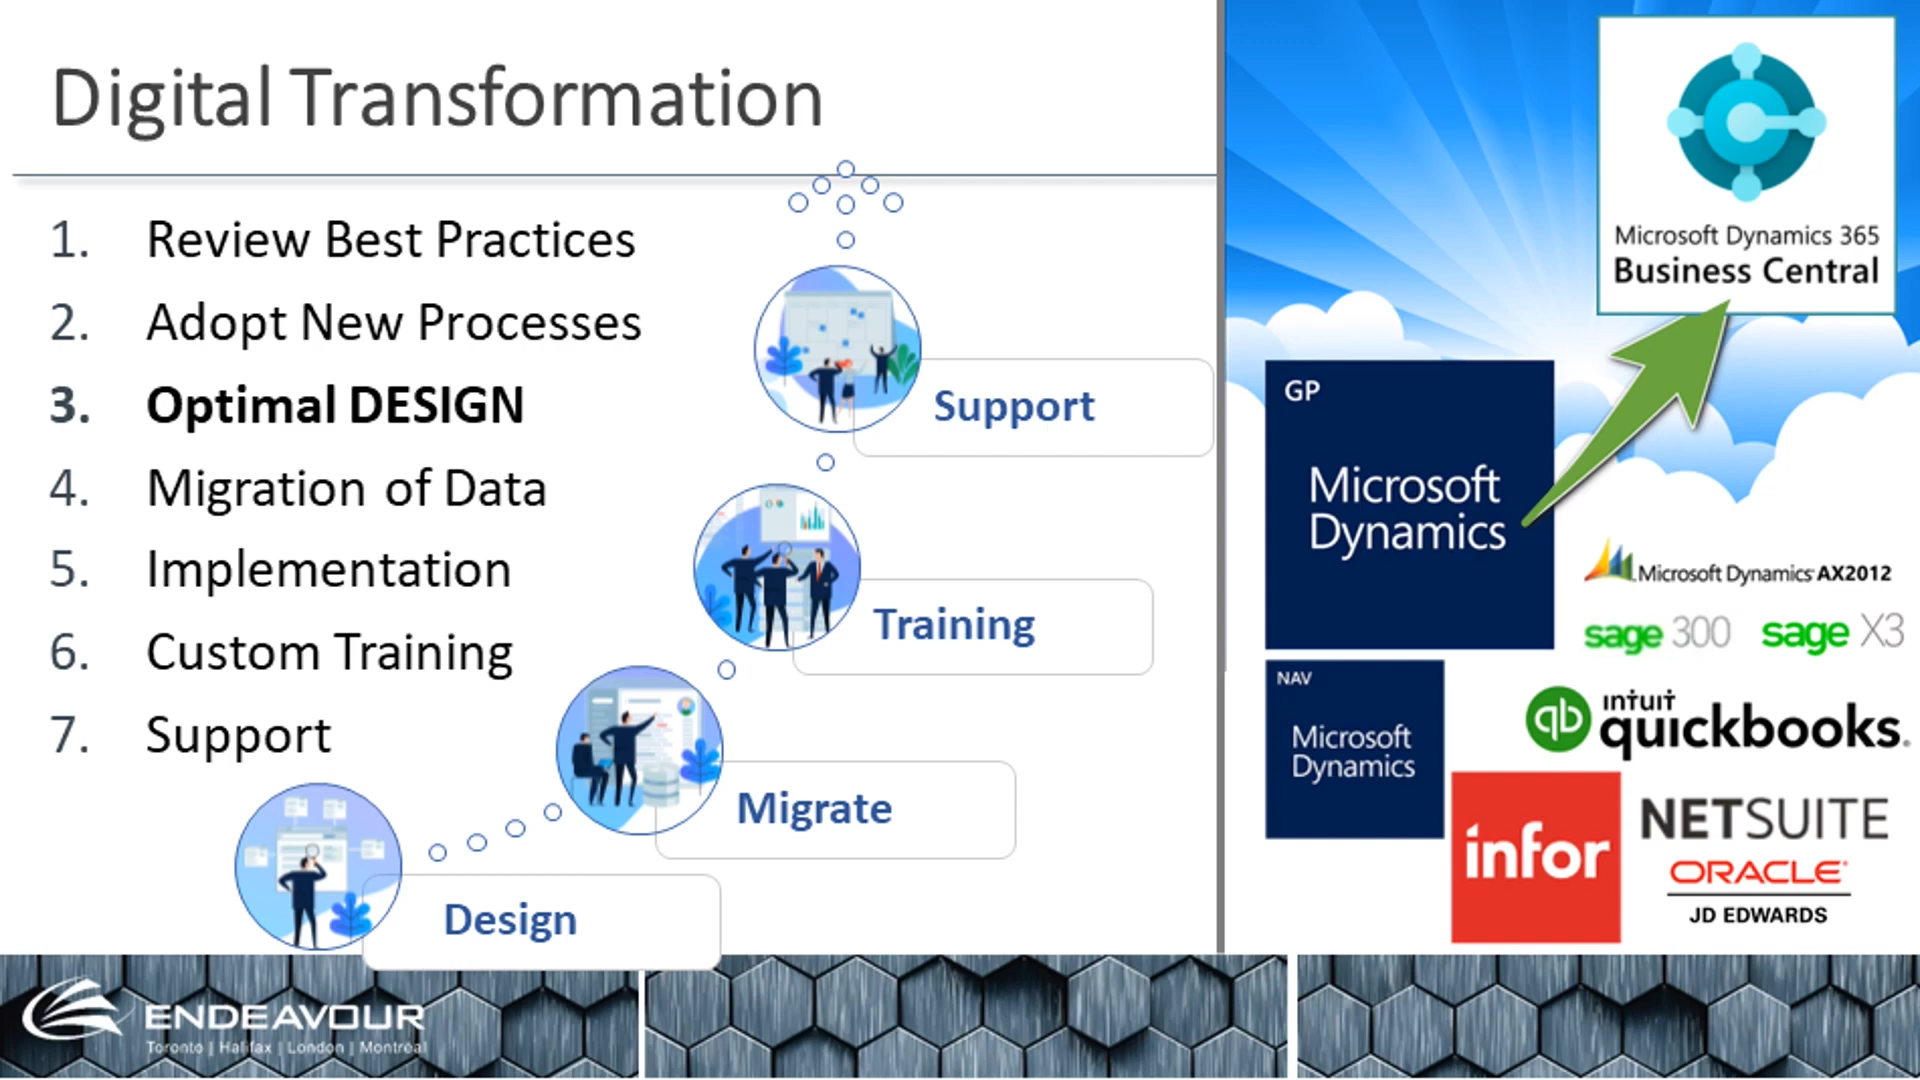 Digital Transformation
1. Review Best Practices
2. Adopt New Processes
3. Optimal DESIGN
4. Migration of Data
5. Implementation
6. Custom Training
7. Support
Support
Training
Migrate
Design
Microsoft Dynamics 365
Business Central
GP
Microsoft
Dynamics
Microsoft Dynamics AX2012
sage 300
sage X3
NAV
Microsoft
Dynamics
qb
ınтuıт
quickbooks.
infor
NETSUITE
ORACLE
JD EDWARDS
ENDEAVOUR
Toronto | Halifax | London | Montreal